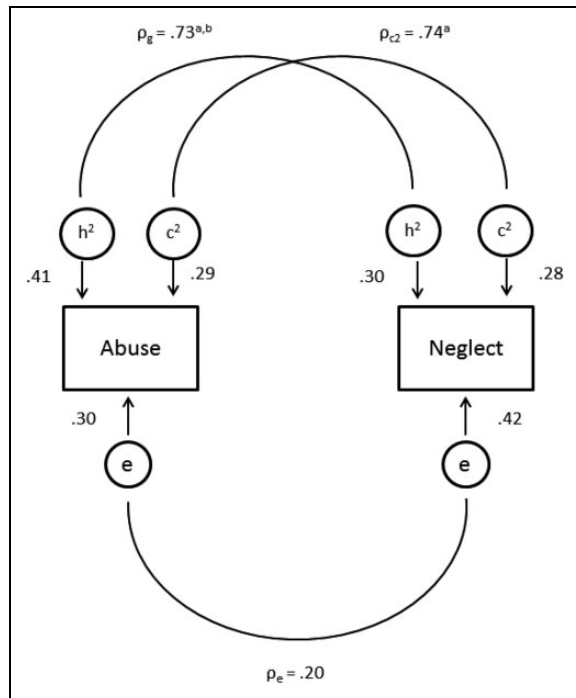 ρg = .73a,b ρc2 = .74a
h² c² h² c²
.41 .29 .30 .28
Abuse Neglect
.30 .42
e e
ρe = .20